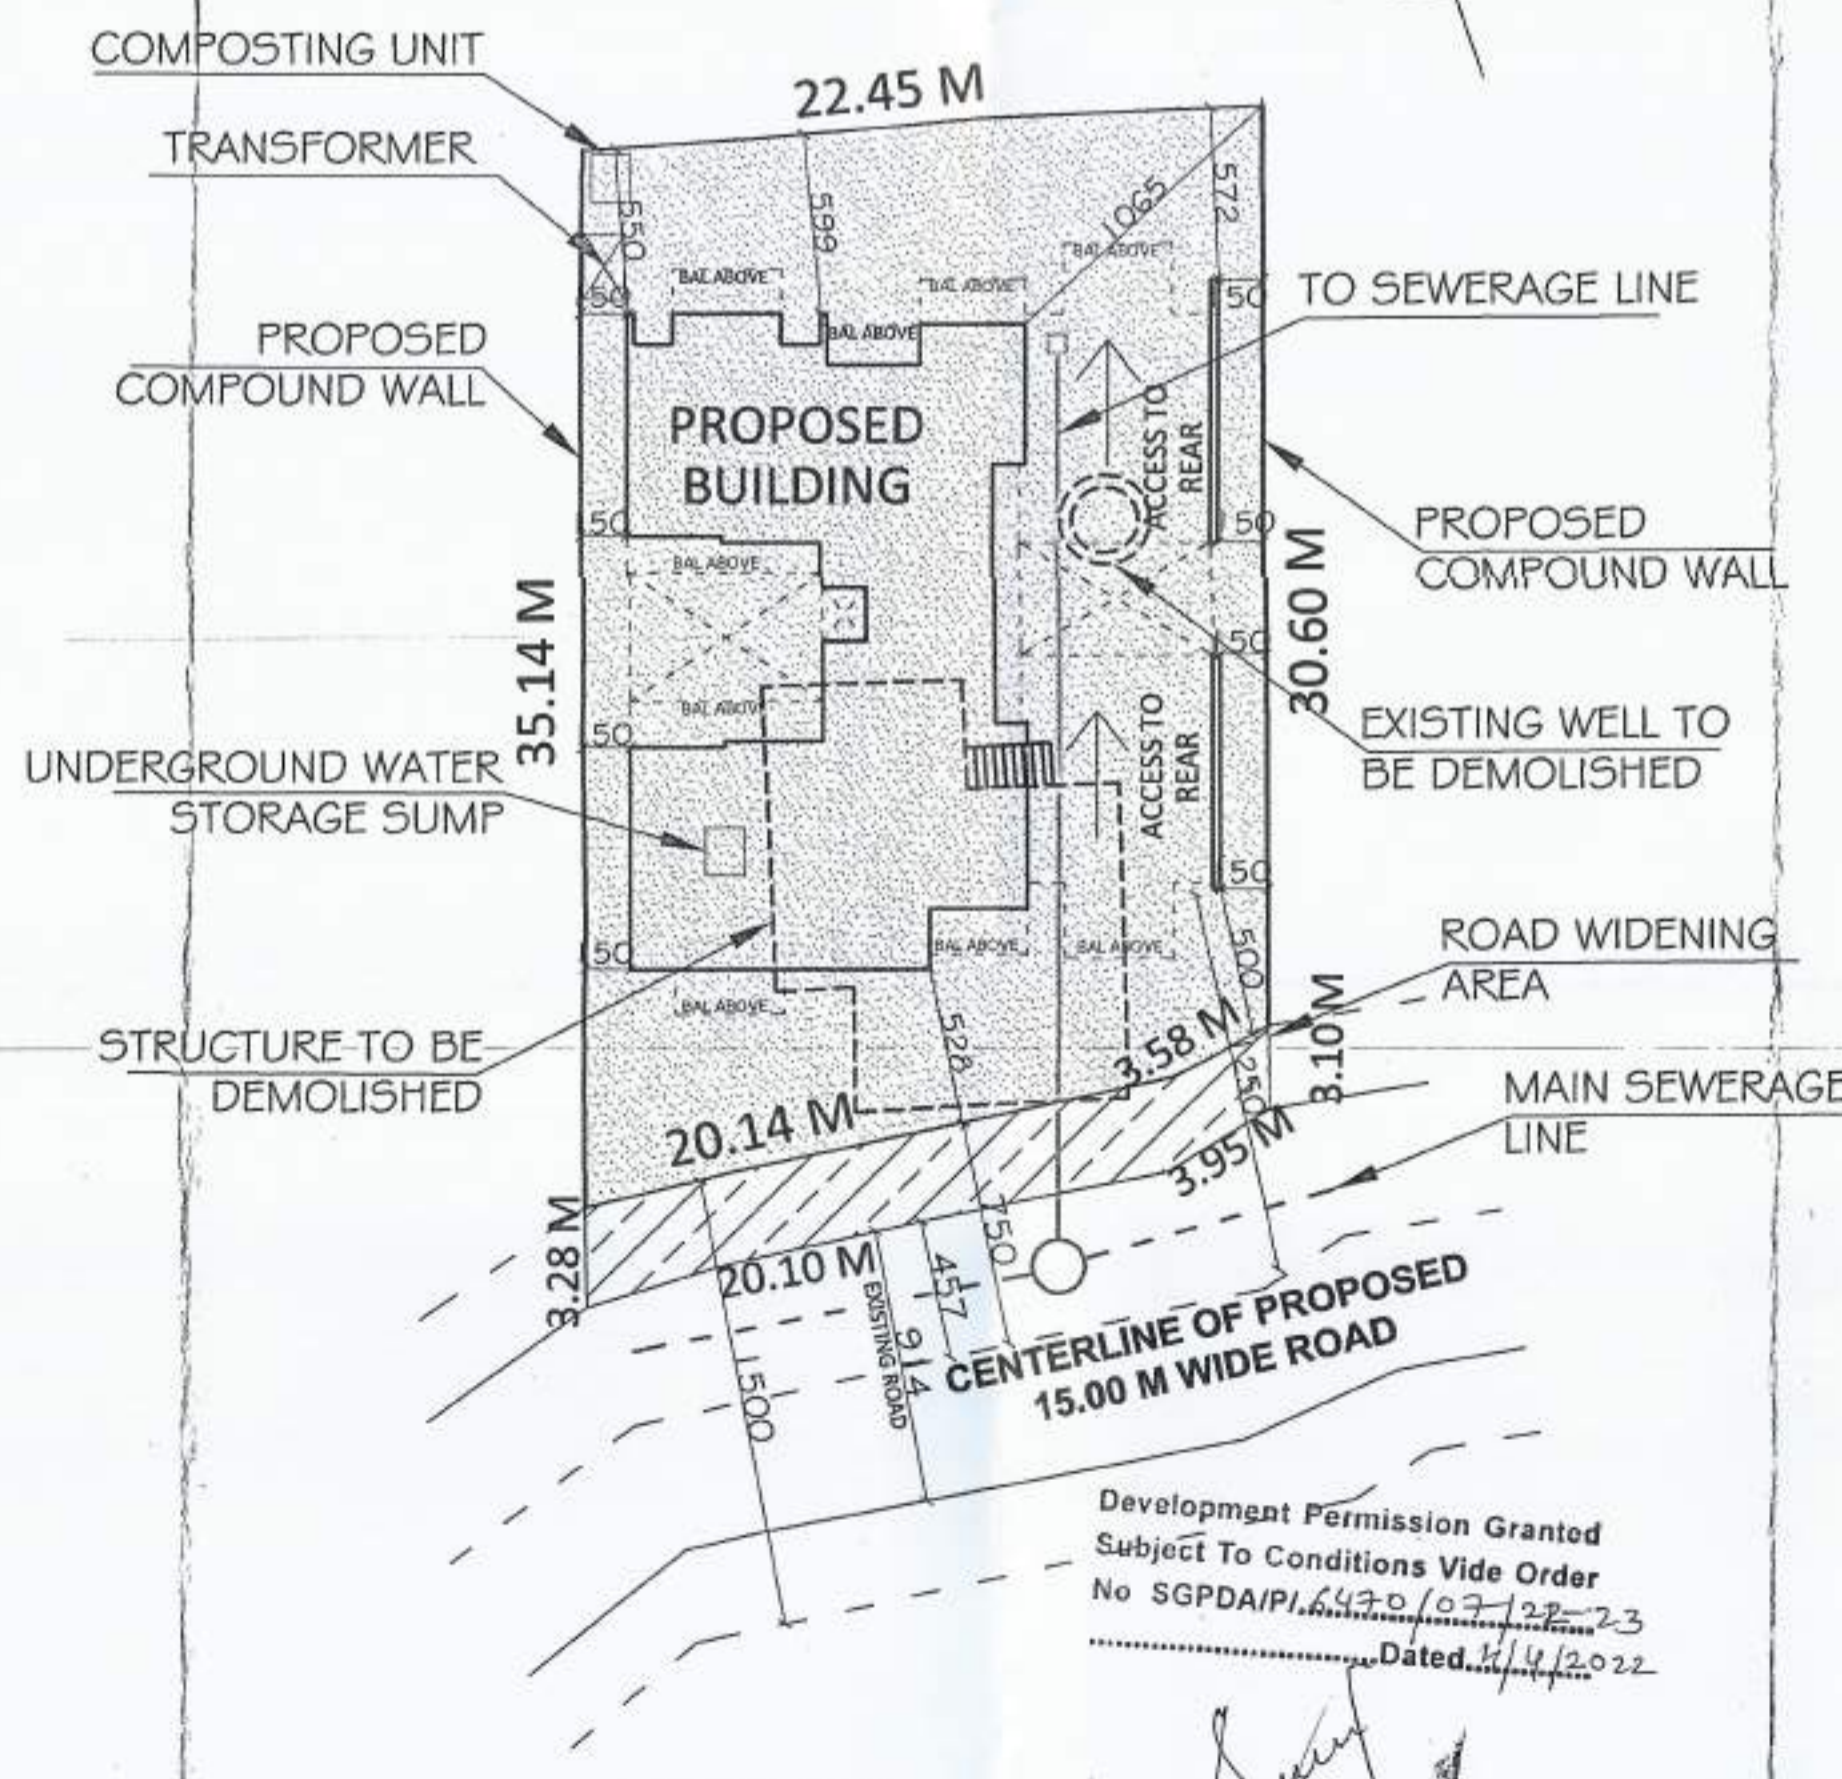 COMPOSTING UNIT
22.45 M
TRANSFORMER
550
599
1065
572
BAL ABOVE
BAL ABOVE
BAL ABOVE
BAL ABOVE
150
150
TO SEWERAGE LINE
PROPOSED
COMPOUND WALL
PROPOSED
BUILDING
ACCESS TO
REAR
150
150
PROPOSED
COMPOUND WALL
BAL ABOVE
35.14 M
30.60 M
150
BAL ABOVE
150
ACCESS TO
REAR
EXISTING WELL TO
BE DEMOLISHED
UNDERGROUND WATER
STORAGE SUMP
150
150
BAL ABOVE
BAL ABOVE
BAL ABOVE
500
ROAD WIDENING
AREA
STRUCTURE TO BE
DEMOLISHED
528
3.58 M
3.10 M
250
20.14 M
3.95 M
MAIN SEWERAGE
LINE
3.28 M
20.10 M
750
457
914
EXISTING ROAD
1500
CENTERLINE OF PROPOSED
15.00 M WIDE ROAD
Development Permission Granted
Subject To Conditions Vide Order
No SGPDA/P/6470/07/22-23
Dated 4/2022